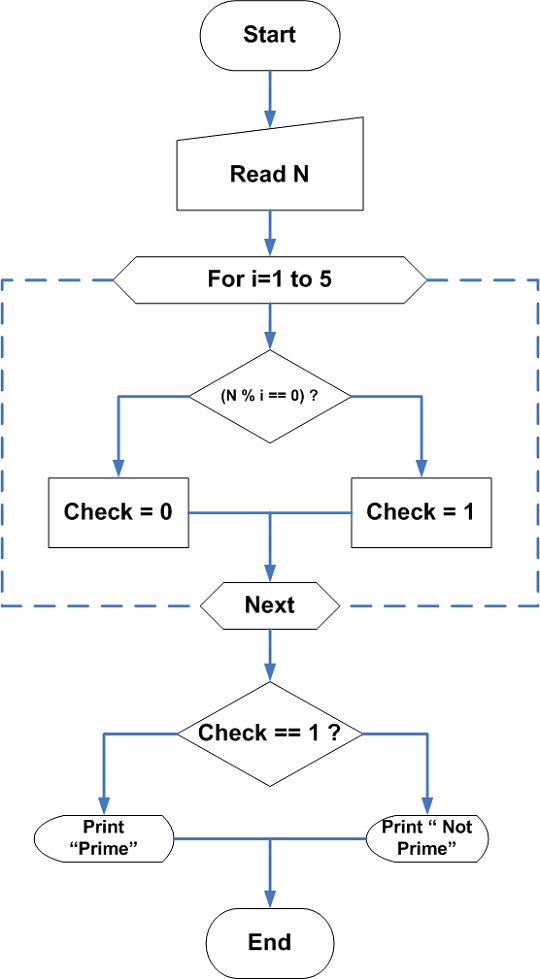 Start
Read N
For i=1 to 5
(N % i == 0) ?
Check = 0
Check = 1
Next
Check == 1 ?
Print
“Prime”
Print “ Not
Prime”
End